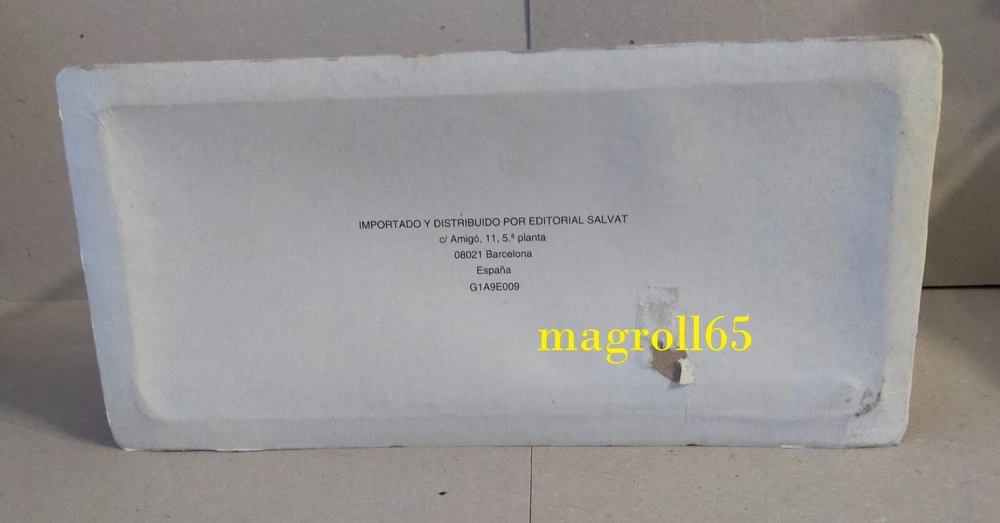 IMPORTADO Y DISTRIBUIDO POR EDITORIAL SALVAT
c/ Amigó, 11, 5.ª planta
08021 Barcelona
España
G1A9E009
magroll65